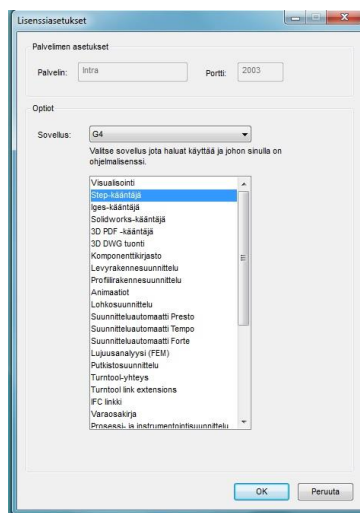 Lisenssiasetukset
Palvelimen asetukset
Palvelin: Intra Portti: 2003
Optiot
Sovellus: G4
Valitse sovellus jota haluat käyttää ja johon sinulla on
ohjelmalisenssi.
Visualisointi
Step-kääntäjä
Iges-kääntäjä
Solidworks-kääntäjä
3D PDF -kääntäjä
3D DWG tuonti
Komponenttikirjasto
Levyrakennesuunnittelu
Profiilirakennesuunnittelu
Animaatiot
Lohkosuunnittelu
Suunnitteluautomaatti Presto
Suunnitteluautomaatti Tempo
Suunnitteluautomaatti Forte
Lujuusanalyysi (FEM)
Putkistosuunnittelu
Turntool-yhteys
Turntool link extensions
IFC linkki
Varaosakirja
Prosessi- ja instrumentointisuunnittelu
OK Peruuta